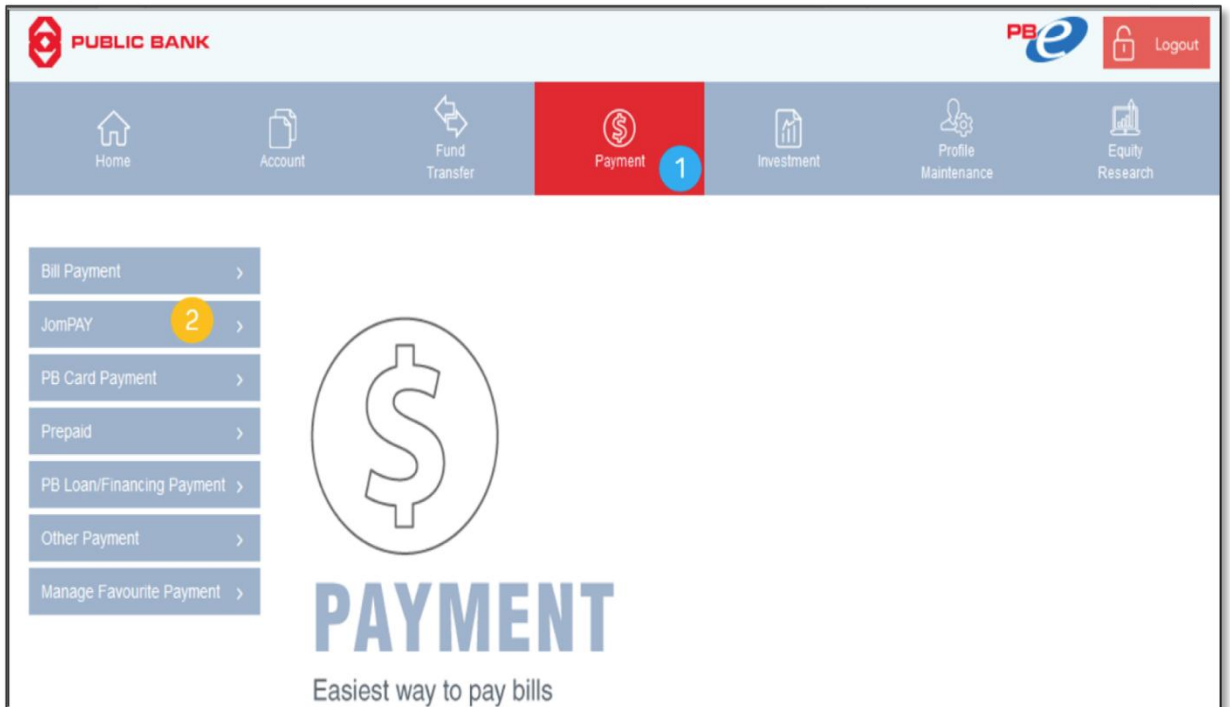 PUBLIC BANK
PBe
Logout
Home
Account
Fund
Transfer
Payment
1
Investment
Profile
Maintenance
Equity
Research
Bill Payment
JomPAY
2
PB Card Payment
Prepaid
PB Loan/Financing Payment
Other Payment
Manage Favourite Payment
PAYMENT
Easiest way to pay bills